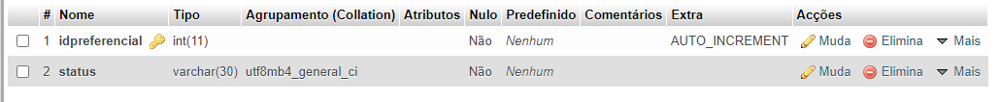 # Nome Tipo Agrupamento (Collation) Atributos Nulo Predefinido Comentários Extra Acções
1 idpreferencial int(11) Não Nenhum AUTO_INCREMENT Muda Elimina Mais
2 status varchar(30) utf8mb4_general_ci Não Nenhum Muda Elimina Mais